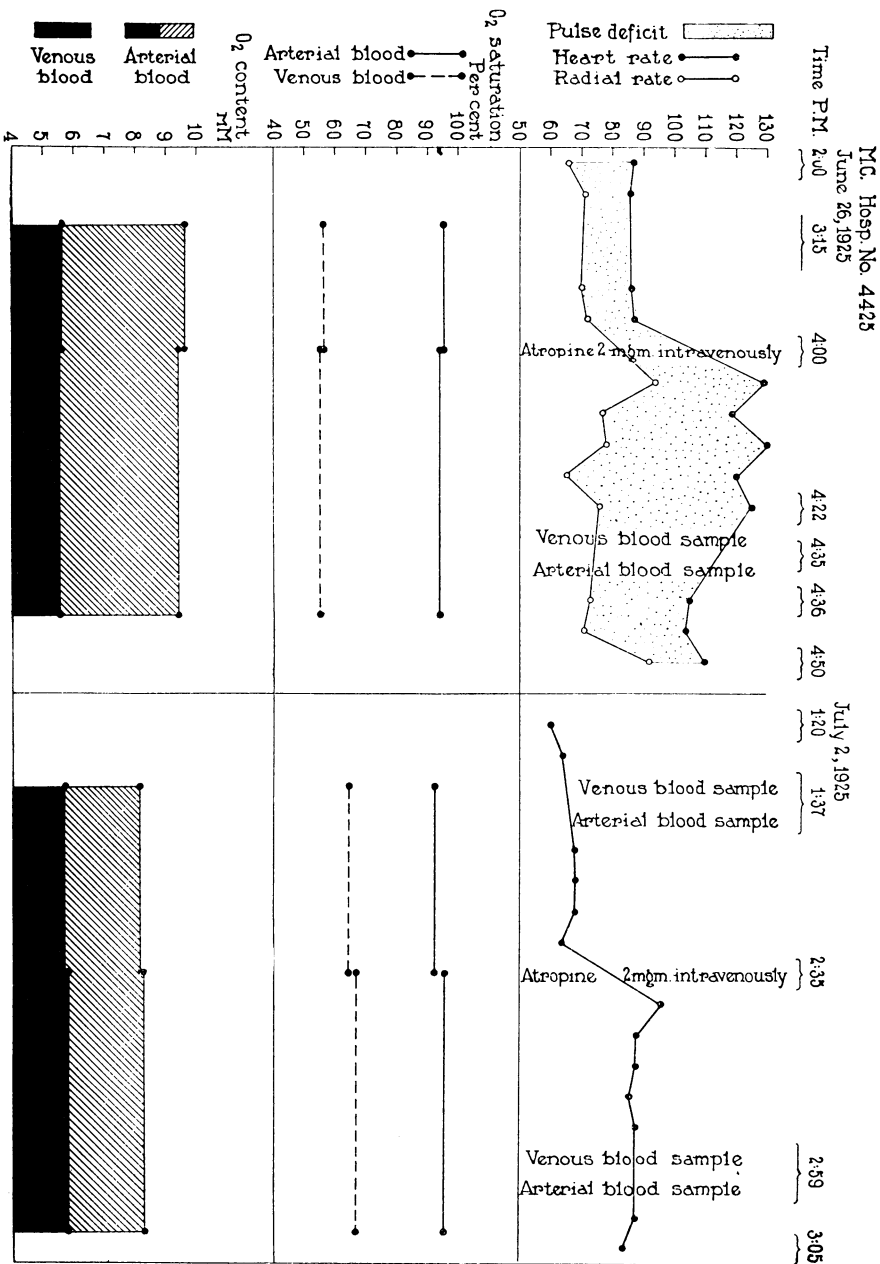 M.C. Hosp. No. 4425
June 26, 1925
July 2, 1925
Time P.M.
2:00
3:15
4:00
4:22
4:35
4:36
4:50
1:20
1:37
2:35
2:59
3:05
Pulse deficit
Heart rate
Radial rate
130
120
110
100
90
80
70
60
50
Atropine 2 mgm. intravenously
Venous blood sample
Arterial blood sample
Venous blood sample
Arterial blood sample
Atropine 2 mgm. intravenously
Venous blood sample
Arterial blood sample
O2 saturation
Per cent
Arterial blood
Venous blood
100
90
80
70
60
50
40
O2 content
MM
Venous
blood
Arterial
blood
10
9
8
7
6
5
4